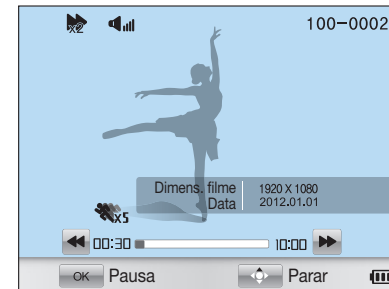 x2 100-0002
Dimens. filme 1920 X 1080
Data 2012.01.01
x5
00:30 10:00
OK Pausa Parar